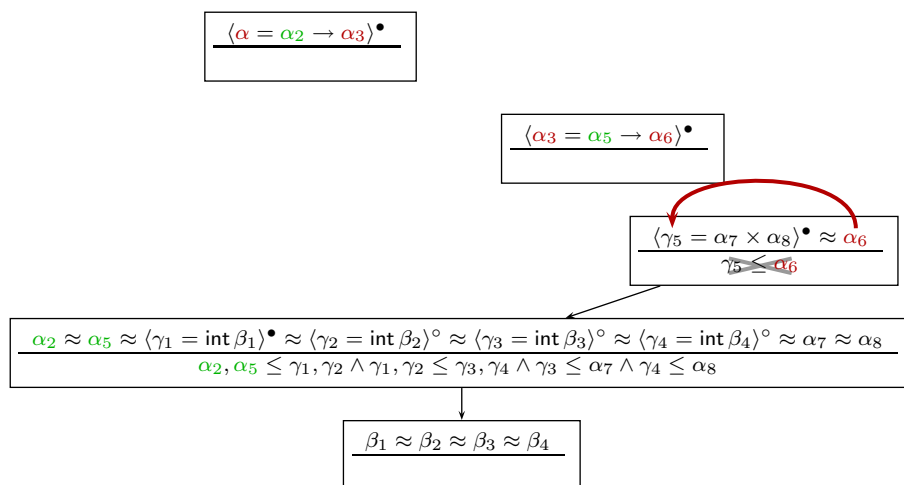 ⟨α = α₂ → α₃⟩•
⟨α₃ = α₅ → α₆⟩•
⟨γ₅ = α₇ × α₈⟩• ≈ α₆
γ₅ ≤ α₆
α₂ ≈ α₅ ≈ ⟨γ₁ = int β₁⟩• ≈ ⟨γ₂ = int β₂⟩° ≈ ⟨γ₃ = int β₃⟩° ≈ ⟨γ₄ = int β₄⟩° ≈ α₇ ≈ α₈
α₂, α₅ ≤ γ₁, γ₂ ∧ γ₁, γ₂ ≤ γ₃, γ₄ ∧ γ₃ ≤ α₇ ∧ γ₄ ≤ α₈
β₁ ≈ β₂ ≈ β₃ ≈ β₄